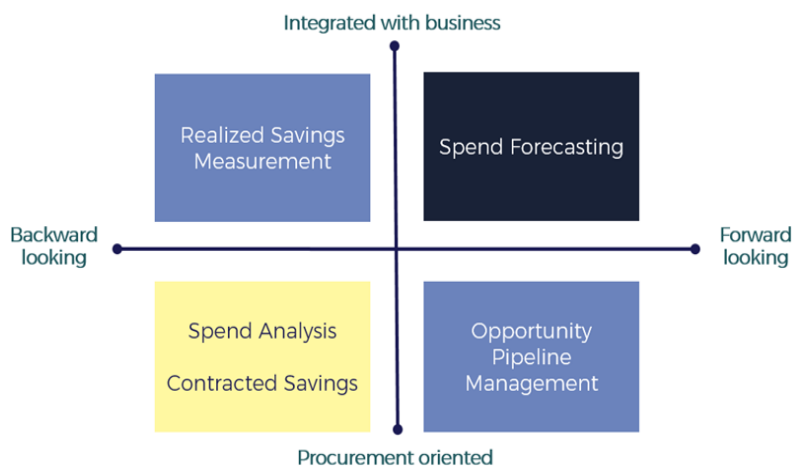 Integrated with business
Realized Savings
Measurement
Spend Forecasting
Backward
looking
Forward
looking
Spend Analysis
Contracted Savings
Opportunity
Pipeline
Management
Procurement oriented